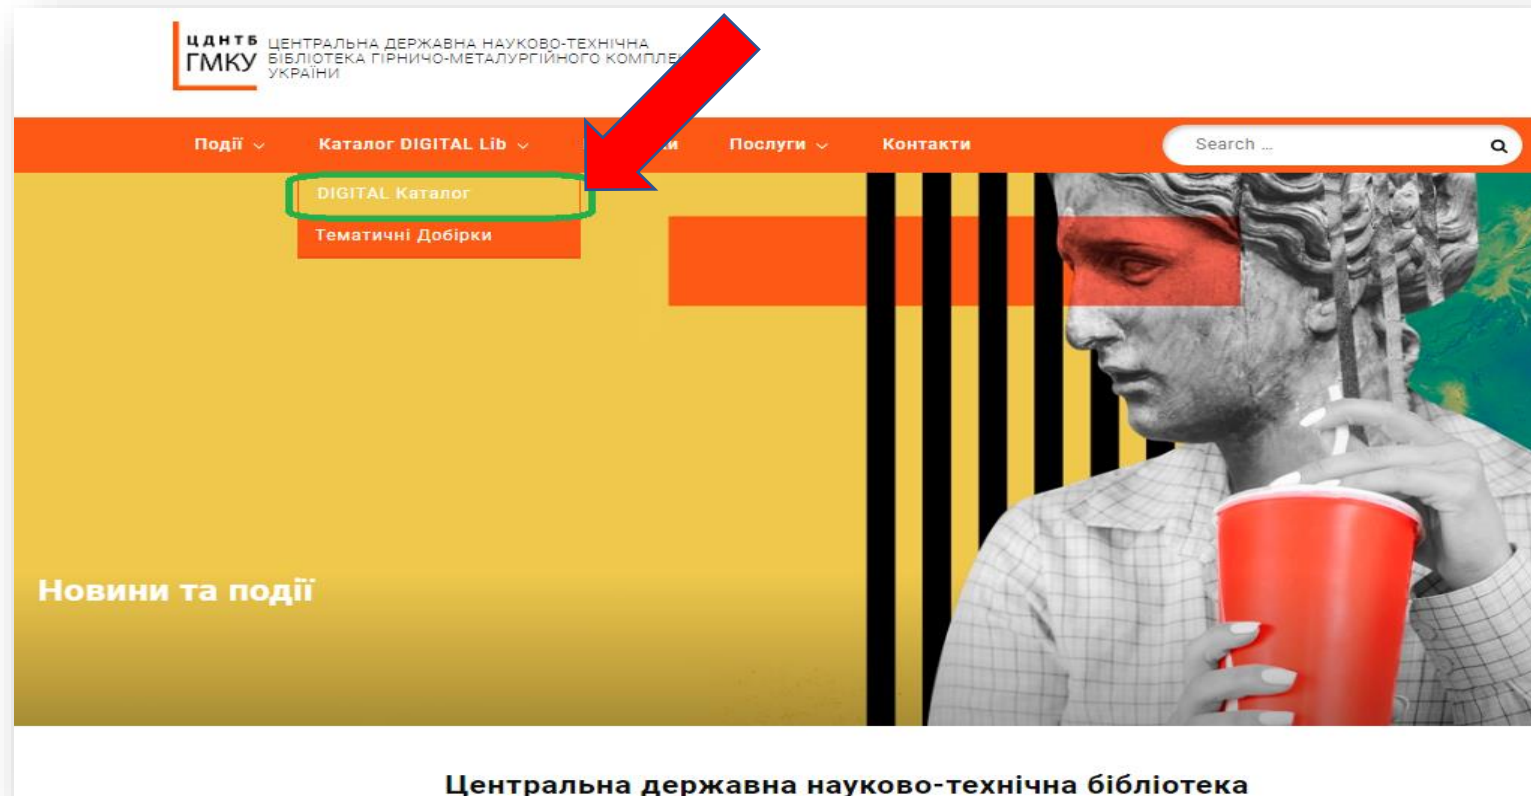 ЦДНТБ
ГМКУ
ЦЕНТРАЛЬНА ДЕРЖАВНА НАУКОВО-ТЕХНІЧНА
БІБЛІОТЕКА ГІРНИЧО-МЕТАЛУРГІЙНОГО
УКРАЇНИ
Події Каталог DIGITAL Lib Послуги Контакти Search ...
DIGITAL Каталог
Тематичні Добірки
Новини та події
Центральна державна науково-технічна бібліотека